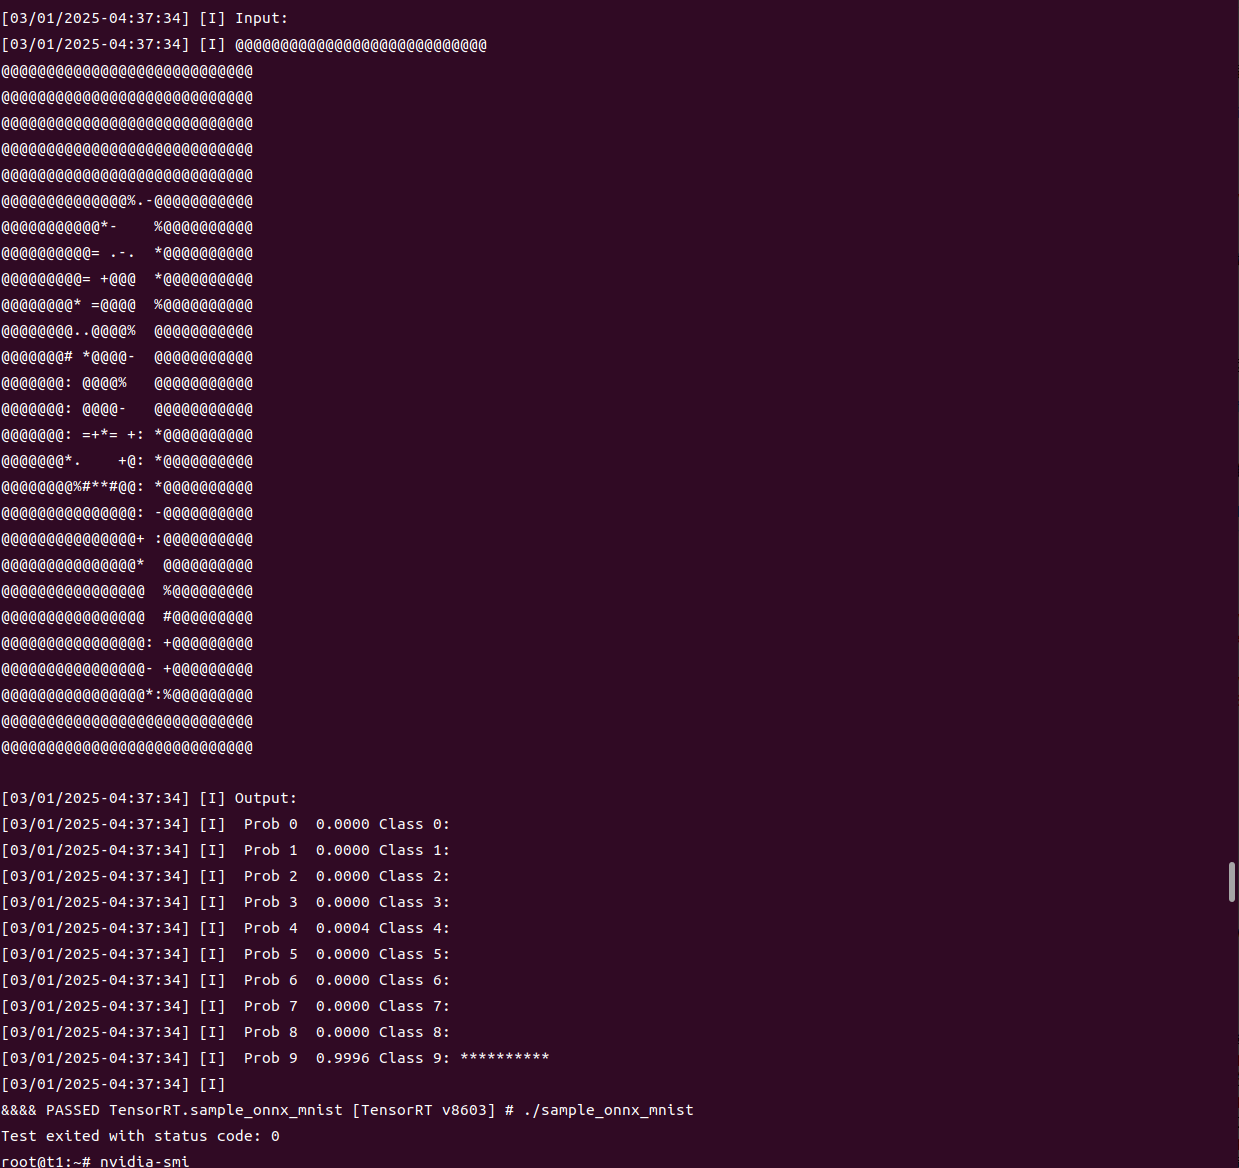 [03/01/2025-04:37:34] [I] Input:
[03/01/2025-04:37:34] [I] @@@@@@@@@@@@@@@@@@@@@@@@@@@@
@@@@@@@@@@@@@@@@@@@@@@@@@@@@
@@@@@@@@@@@@@@@@@@@@@@@@@@@@
@@@@@@@@@@@@@@@@@@@@@@@@@@@@
@@@@@@@@@@@@@@@@@@@@@@@@@@@@
@@@@@@@@@@@@@@@@@@@@@@@@@@@@
@@@@@@@@@@@@@@%.-@@@@@@@@@@@
@@@@@@@@@@@*-    %@@@@@@@@@@
@@@@@@@@@@= .-.  *@@@@@@@@@@
@@@@@@@@@= +@@@  *@@@@@@@@@@
@@@@@@@@* =@@@@  %@@@@@@@@@@
@@@@@@@@..@@@@%  @@@@@@@@@@@
@@@@@@@# *@@@@-  @@@@@@@@@@@
@@@@@@@: @@@@%   @@@@@@@@@@@
@@@@@@@: @@@@-   @@@@@@@@@@@
@@@@@@@: =+*= +: *@@@@@@@@@@
@@@@@@@*.    +@: *@@@@@@@@@@
@@@@@@@@%#**#@@: *@@@@@@@@@@
@@@@@@@@@@@@@@@: -@@@@@@@@@@
@@@@@@@@@@@@@@@+ :@@@@@@@@@@
@@@@@@@@@@@@@@@*  @@@@@@@@@@
@@@@@@@@@@@@@@@@  %@@@@@@@@@
@@@@@@@@@@@@@@@@  #@@@@@@@@@
@@@@@@@@@@@@@@@@: +@@@@@@@@@
@@@@@@@@@@@@@@@@- +@@@@@@@@@
@@@@@@@@@@@@@@@@*:%@@@@@@@@@
@@@@@@@@@@@@@@@@@@@@@@@@@@@@
@@@@@@@@@@@@@@@@@@@@@@@@@@@@
[03/01/2025-04:37:34] [I] Output:
[03/01/2025-04:37:34] [I]  Prob 0  0.0000 Class 0:
[03/01/2025-04:37:34] [I]  Prob 1  0.0000 Class 1:
[03/01/2025-04:37:34] [I]  Prob 2  0.0000 Class 2:
[03/01/2025-04:37:34] [I]  Prob 3  0.0000 Class 3:
[03/01/2025-04:37:34] [I]  Prob 4  0.0004 Class 4:
[03/01/2025-04:37:34] [I]  Prob 5  0.0000 Class 5:
[03/01/2025-04:37:34] [I]  Prob 6  0.0000 Class 6:
[03/01/2025-04:37:34] [I]  Prob 7  0.0000 Class 7:
[03/01/2025-04:37:34] [I]  Prob 8  0.0000 Class 8:
[03/01/2025-04:37:34] [I]  Prob 9  0.9996 Class 9: **********
[03/01/2025-04:37:34] [I]
&&&& PASSED TensorRT.sample_onnx_mnist [TensorRT v8603] # ./sample_onnx_mnist
Test exited with status code: 0
root@t1:~# nvidia-smi